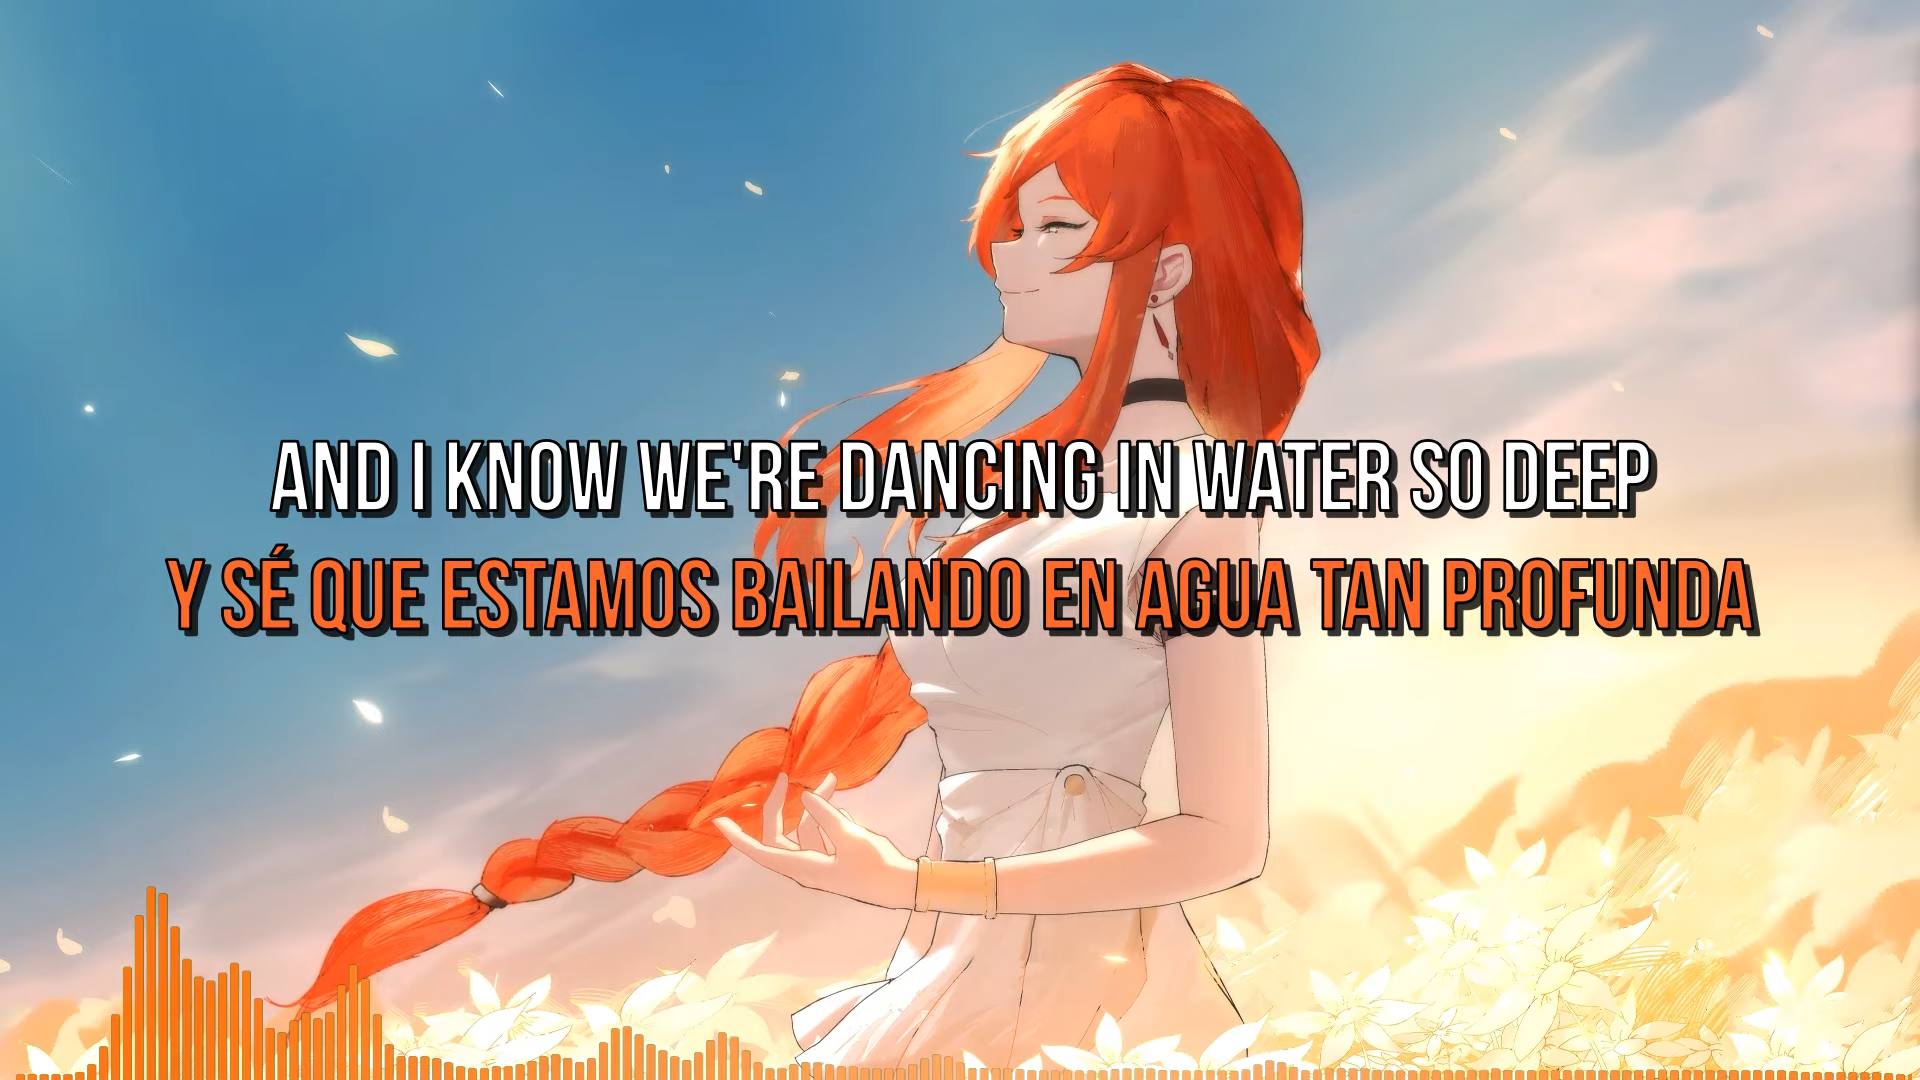 AND I KNOW WE'RE DANCING IN WATER SO DEEP
Y SÉ QUE ESTAMOS BAILANDO EN AGUA TAN PROFUNDA